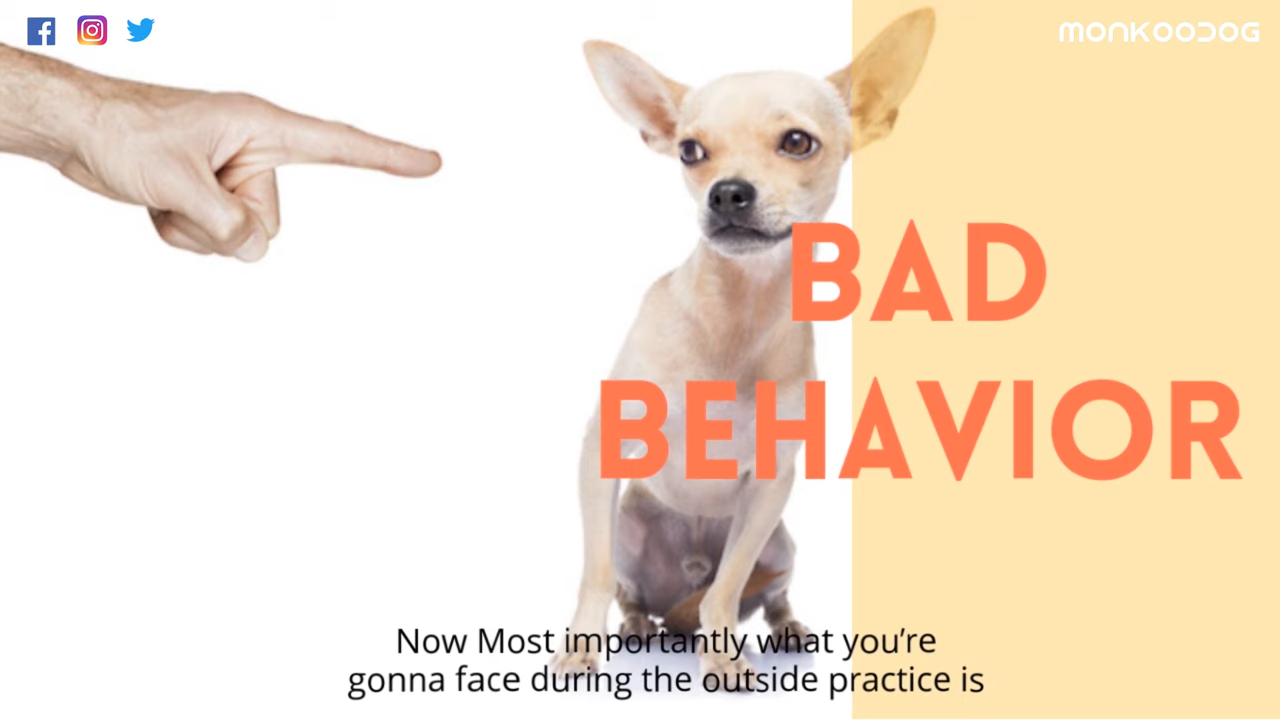 MONKOODOG
BAD
BEHAVIOR
Now Most importantly what you're
gonna face during the outside practice is